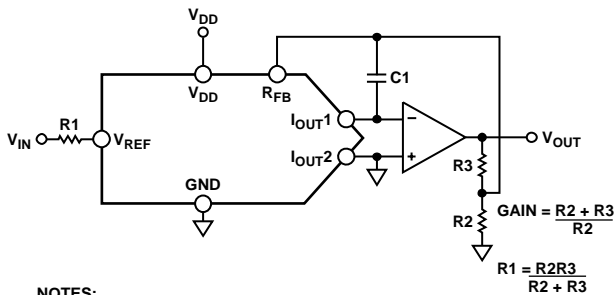 VDD
VDD
RFB
C1
VIN
R1
VREF
IOUT1
IOUT2
GND
VOUT
R3
R2
GAIN = R2 + R3
R2
R1 = R2R3
R2 + R3
NOTES: